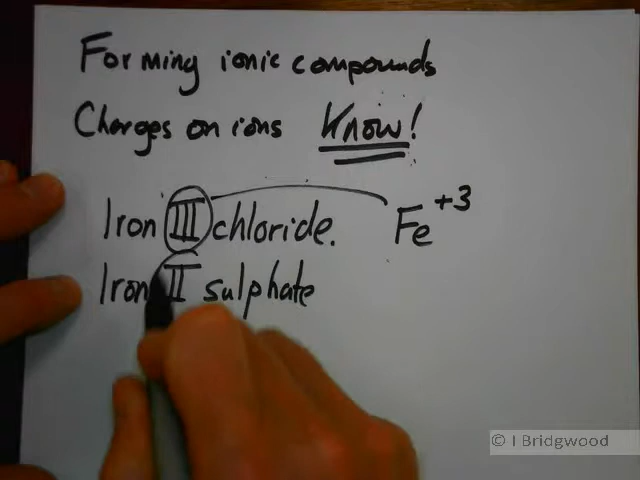 Forming ionic compounds
Charges on ions Know!
Iron III chloride. Fe+3
Iron II sulphate
© I Bridgwood